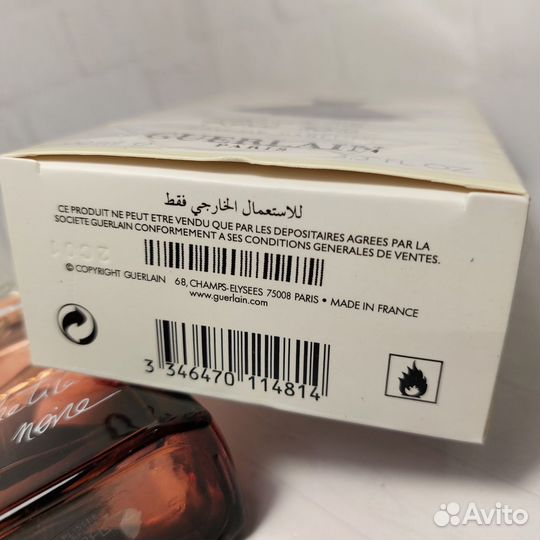 GUERLAIN
PARIS
للاستعمال الخارجي فقط
CE PRODUIT NE PEUT ETRE VENDU QUE PAR LES DEPOSITAIRES AGREES PAR LA
SOCIETE GUERLAIN CONFORMEMENT A SES CONDITIONS GENERALES DE VENTES.
© COPYRIGHT GUERLAIN 68, CHAMPS-ELYSEES 75008 PARIS • MADE IN FRANCE
www.guerlain.com
3 346470 114814
noire
Avito